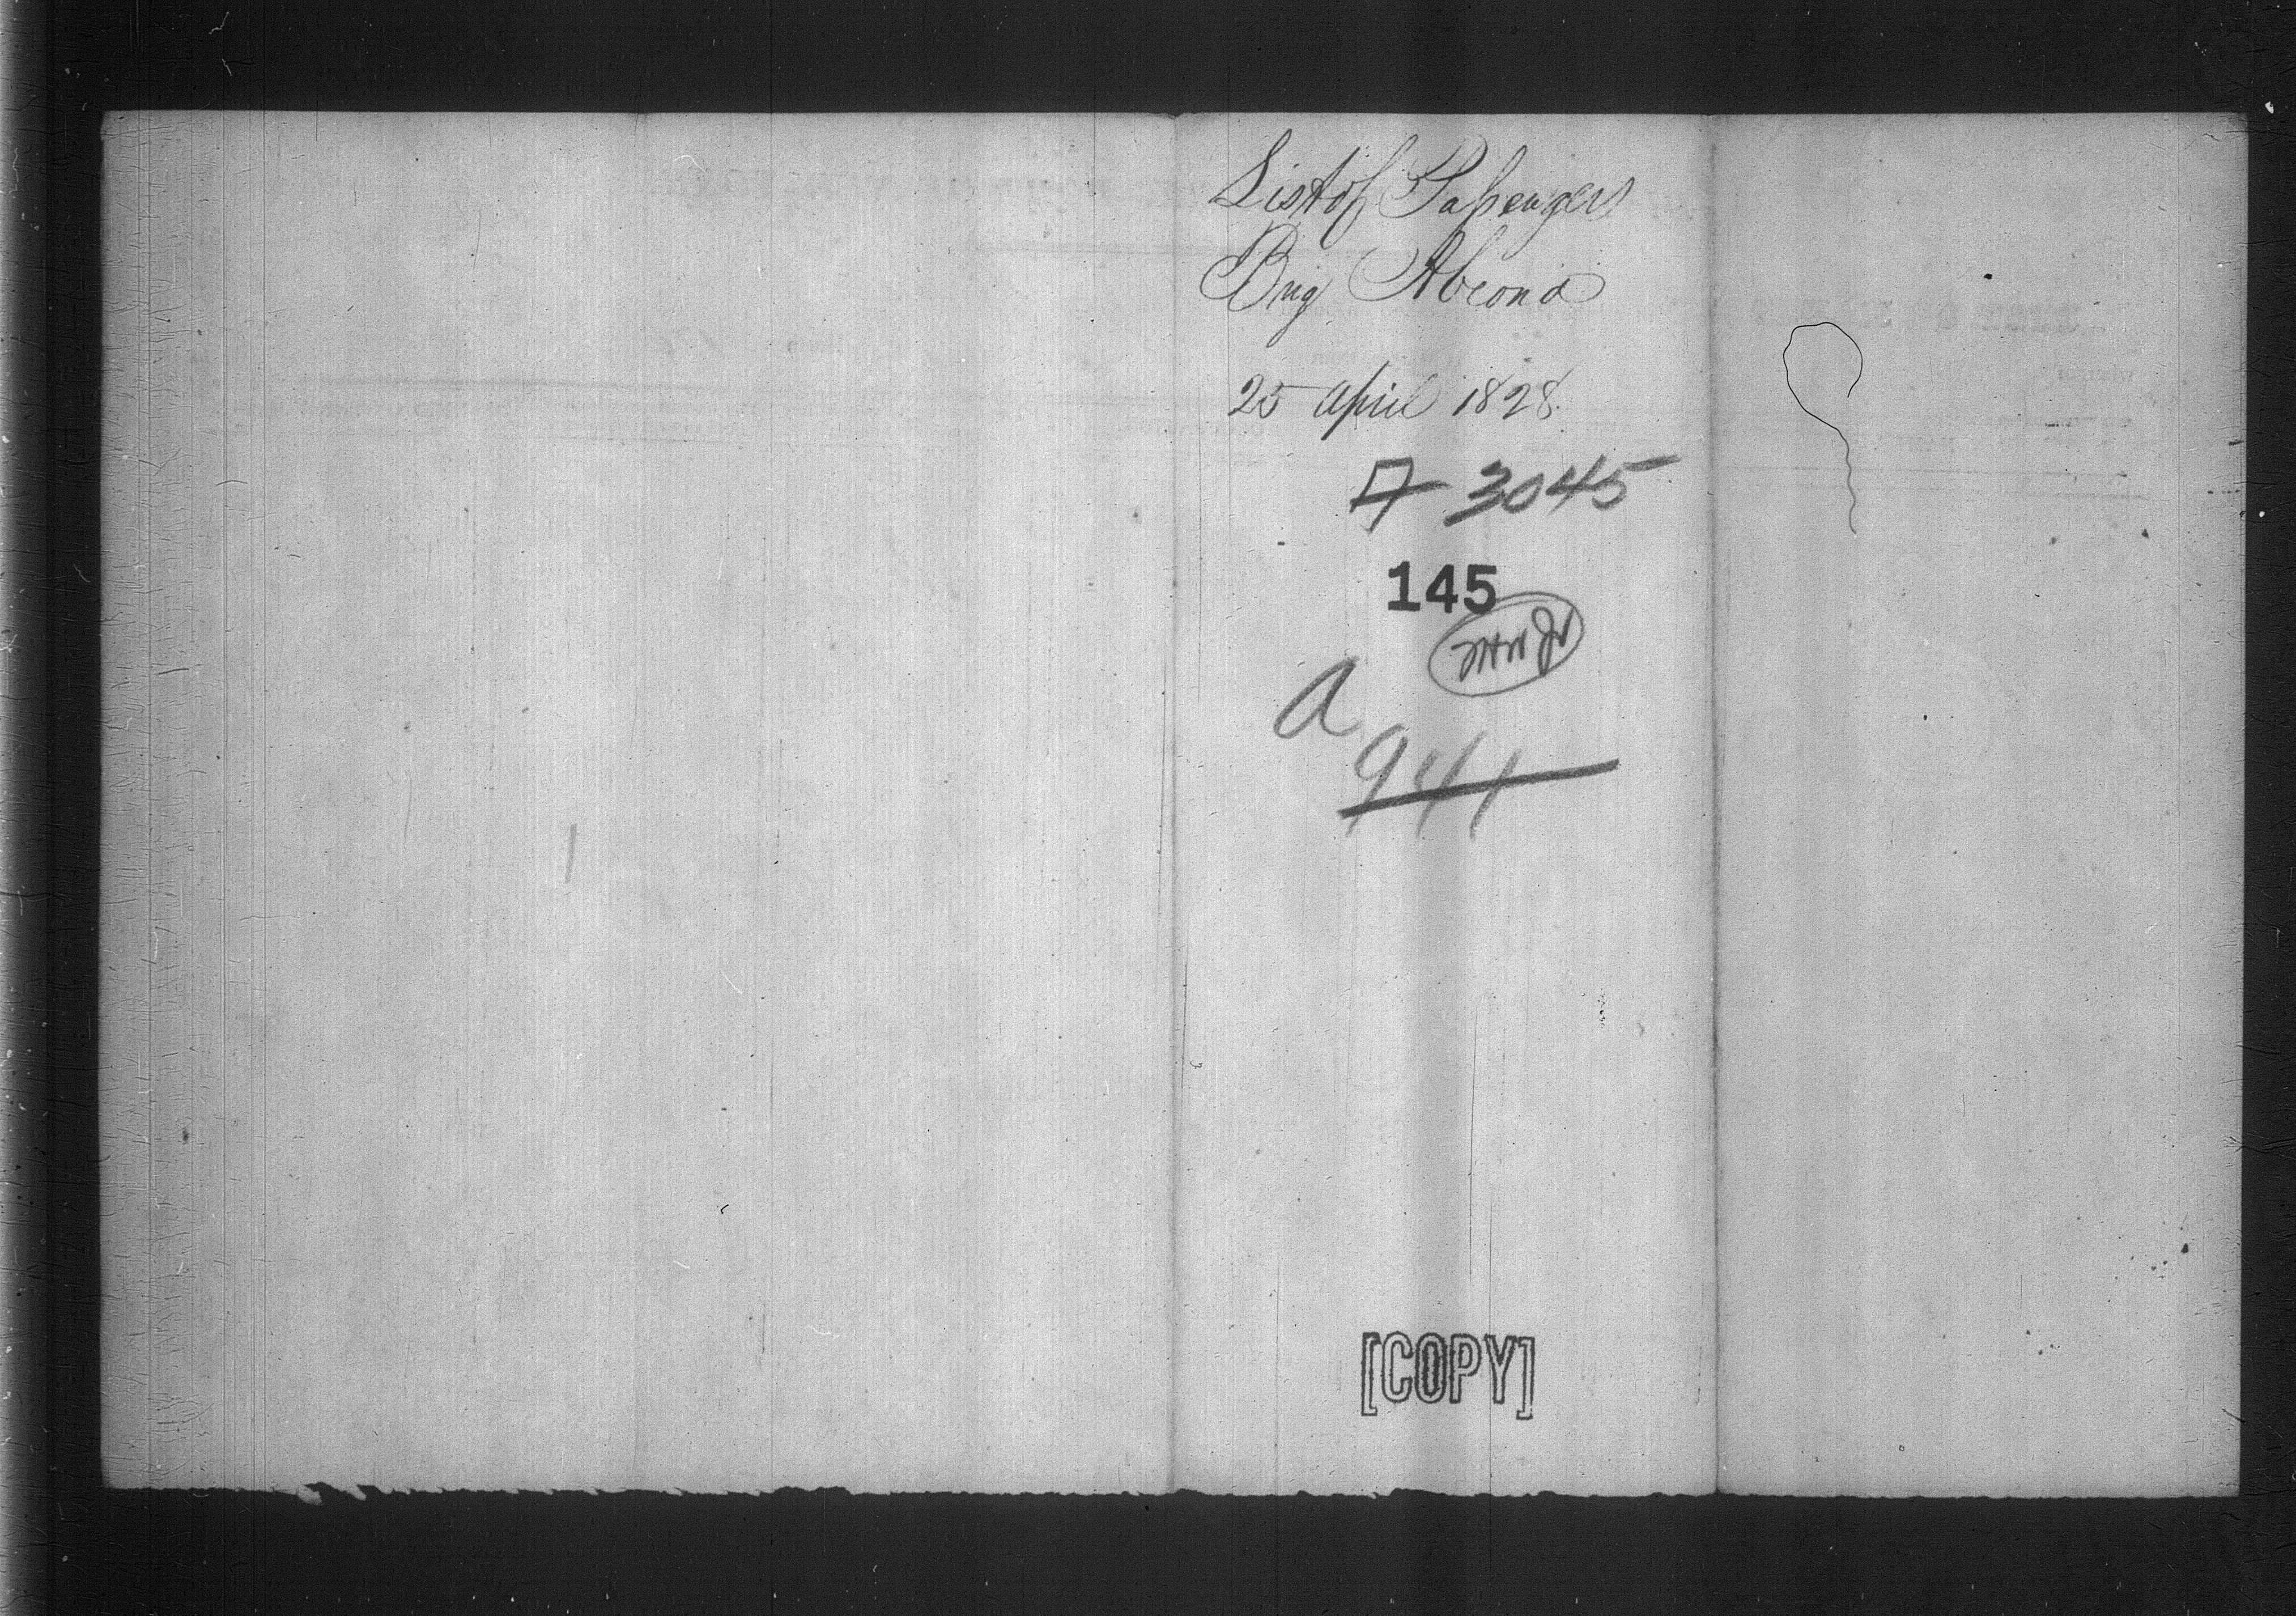 List of Passengers
Brig Abeona
25 April 1828
3045
145
A
941
[COPY]